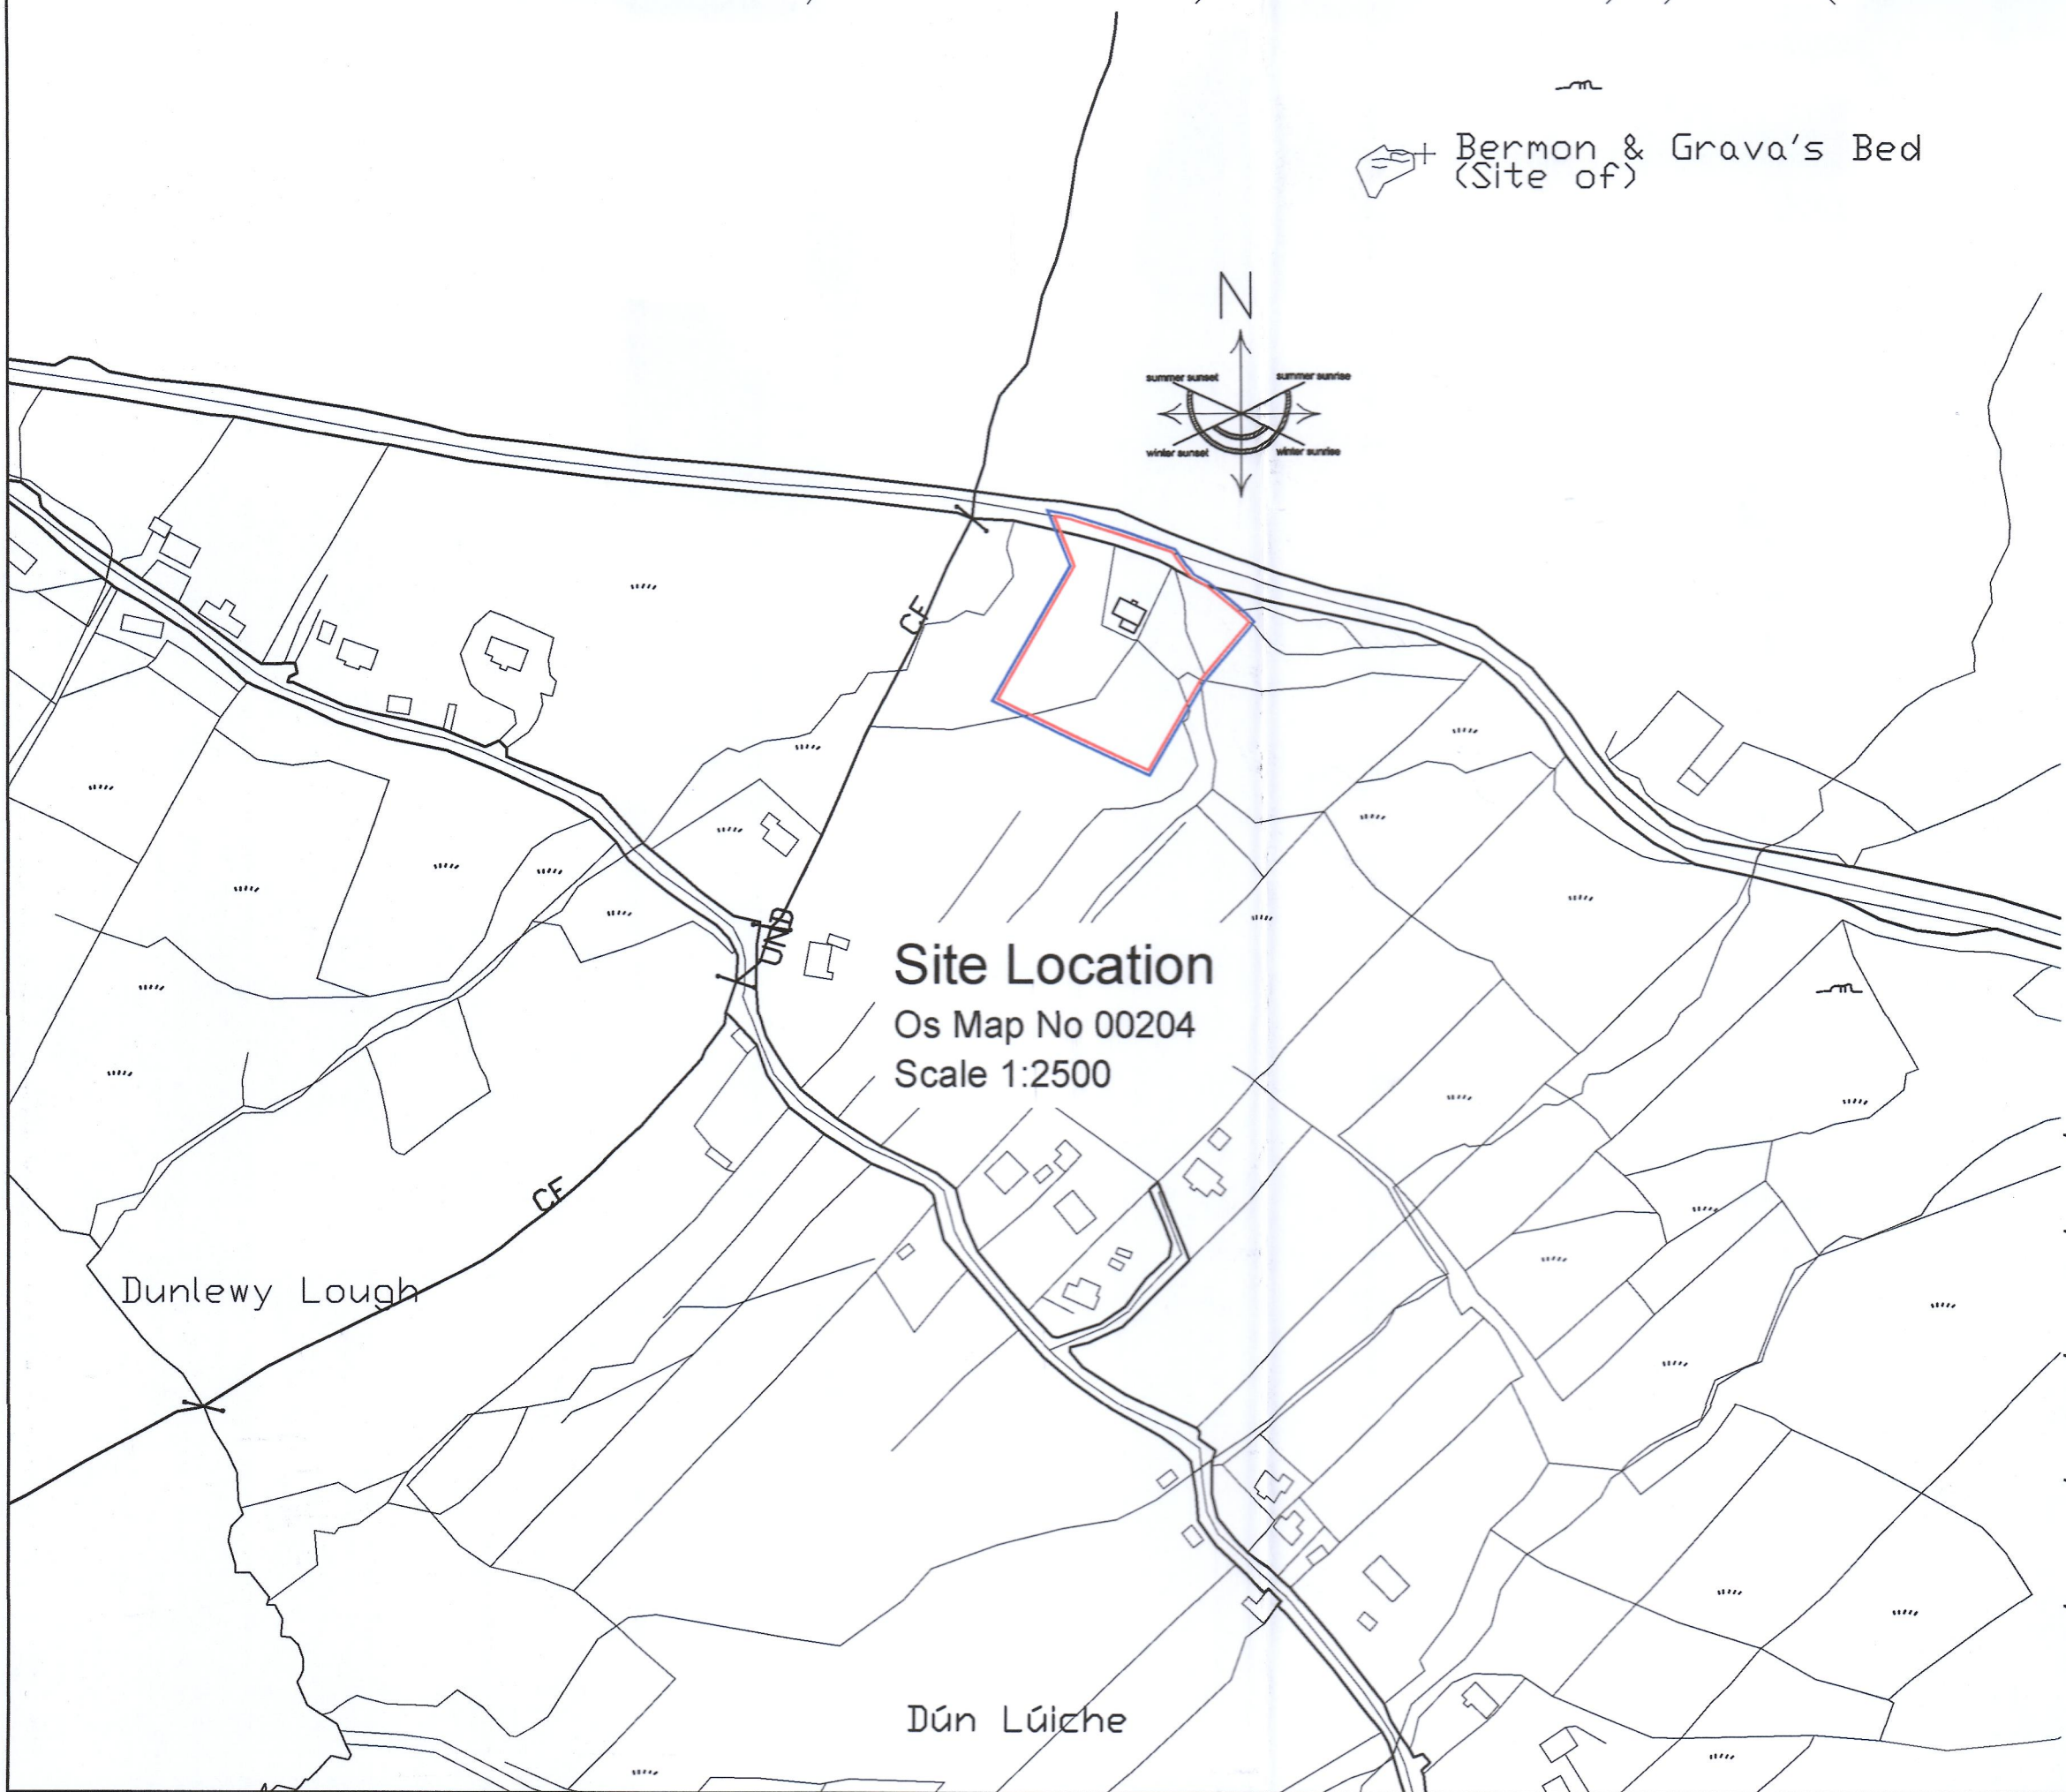 Bermon & Grava's Bed
(Site of)
N
summer sunset
summer sunrise
winter sunset
winter sunrise
CF
UND
Site Location
Os Map No 00204
Scale 1:2500
CF
Dunlewy Lough
Dún Lúiche